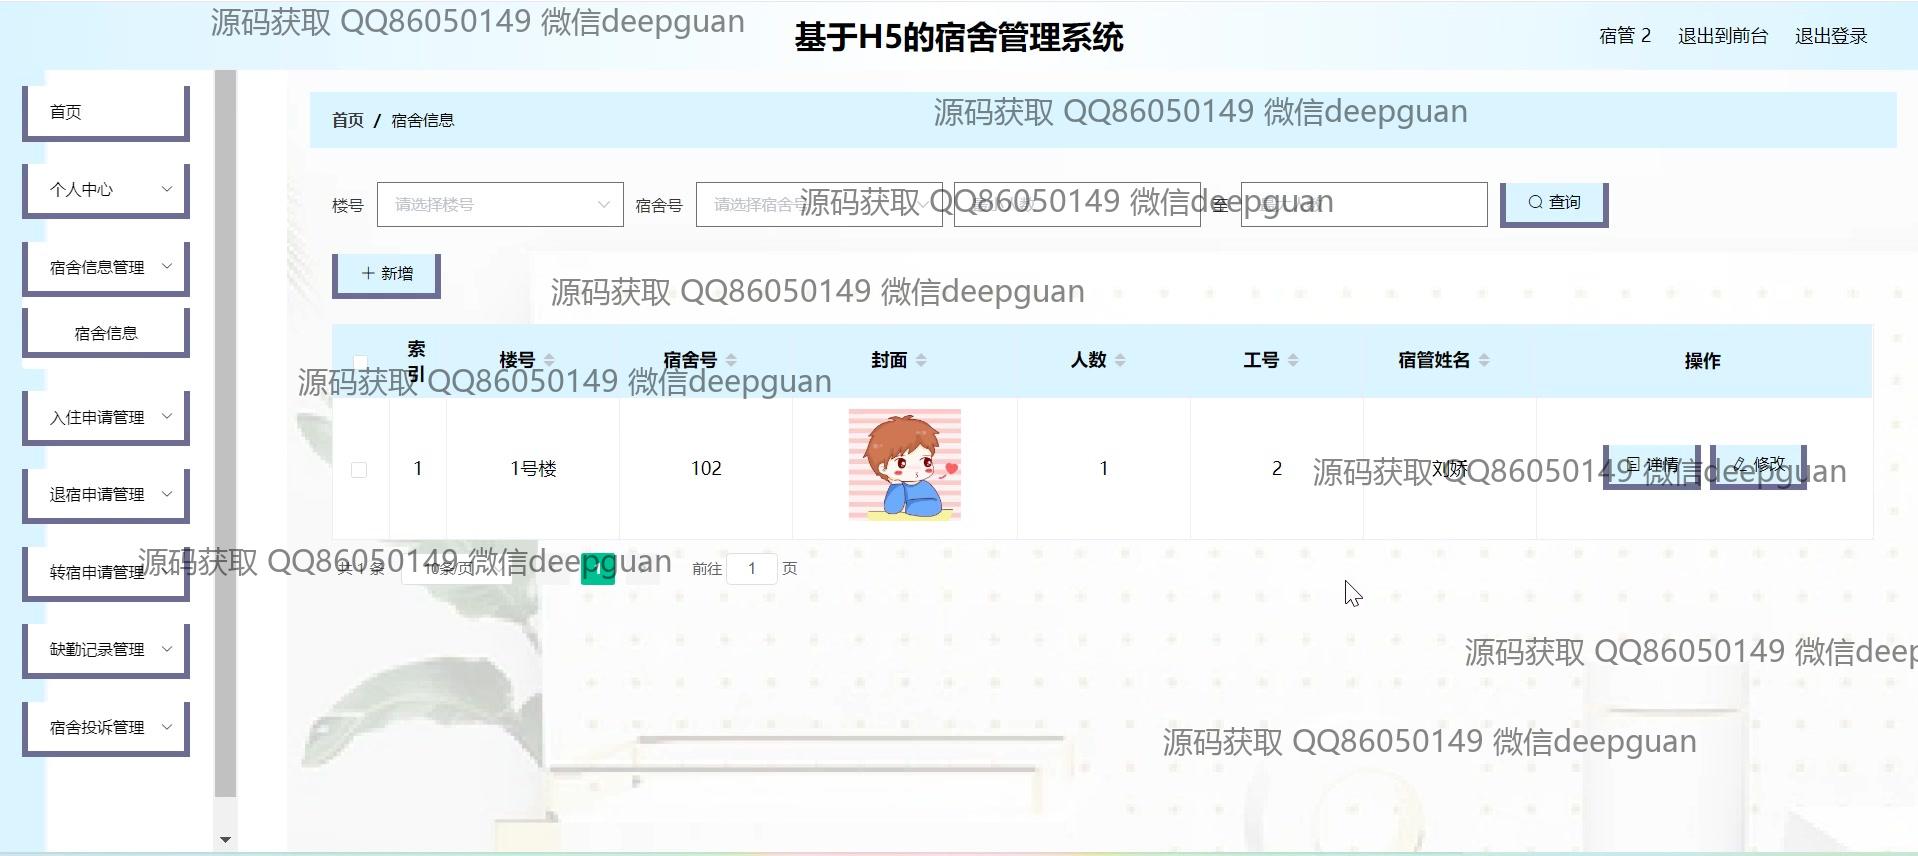 源码获取 QQ86050149 微信deepguan
基于H5的宿舍管理系统
宿管 2 退出到前台 退出登录
首页
个人中心
宿舍信息管理
宿舍信息
入住申请管理
退宿申请管理
转宿申请管理
缺勤记录管理
宿舍投诉管理
首页 / 宿舍信息
源码获取 QQ86050149 微信deepguan
楼号 请选择楼号 宿舍号 请选择宿舍号 至 查询
源码获取 QQ86050149 微信deepguan
新增
源码获取 QQ86050149 微信deepguan
索引 楼号 宿舍号 封面 人数 工号 宿管姓名 操作
源码获取 QQ86050149 微信deepguan
1 1号楼 102 1 2 刘娇 详情 修改
源码获取 QQ86050149 微信deepguan
共 1 条 10条/页 1 前往 1 页
源码获取 QQ86050149 微信deepguan
源码获取 QQ86050149 微信deep
源码获取 QQ86050149 微信deepguan